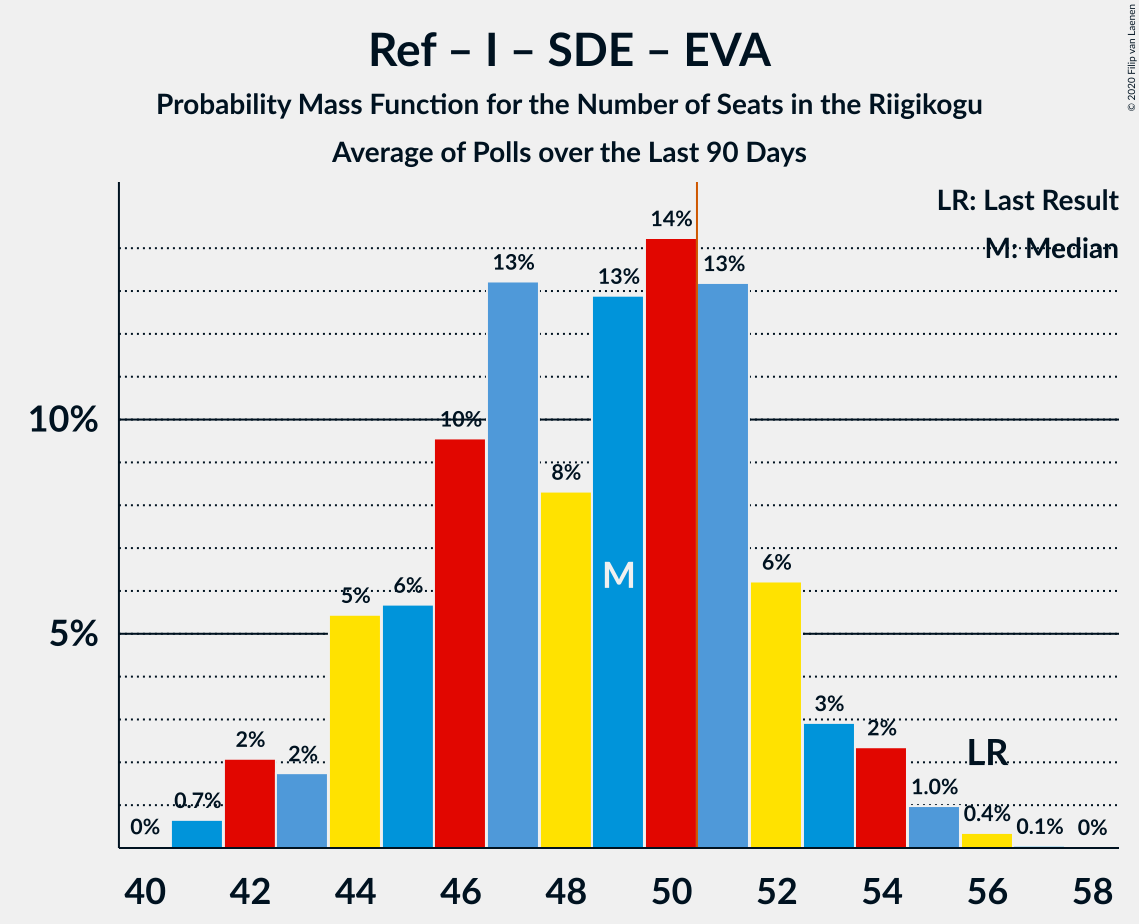 Ref – I – SDE – EVA
Probability Mass Function for the Number of Seats in the Riigikogu
Average of Polls over the Last 90 Days
© 2020 Filip van Laenen
LR: Last Result
M: Median
14%
13%
13%
13%
10%
10%
8%
6%
6%
5%
5%
M
3%
2%
2%
2%
LR
1.0%
0.7%
0.4%
0%
0.1%
0%
40 42 44 46 48 50 52 54 56 58